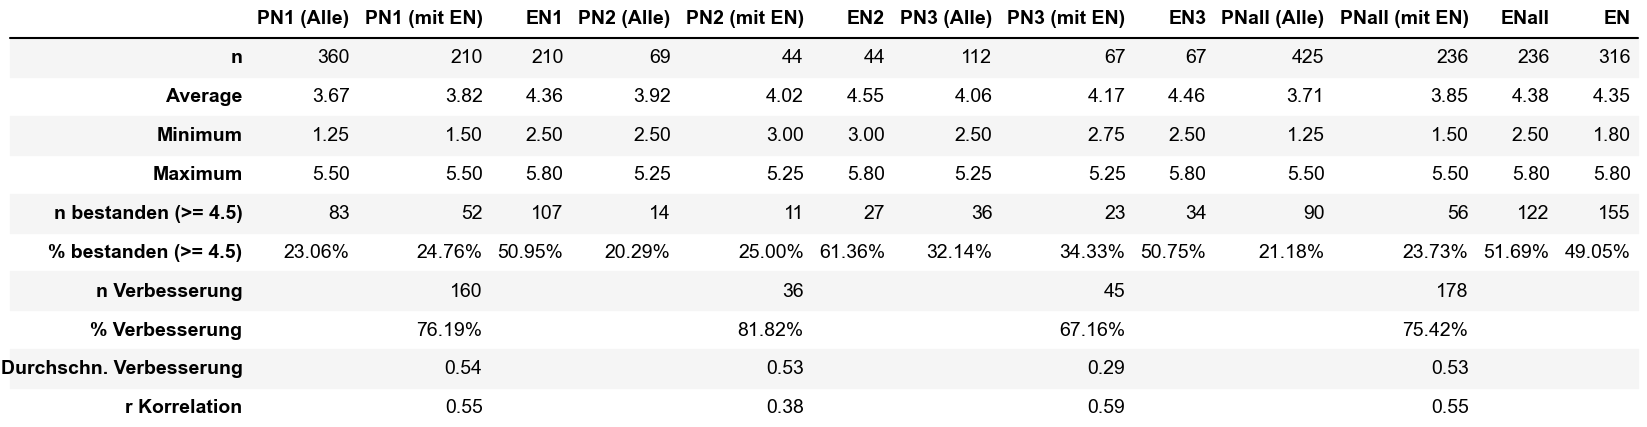 PN1 (Alle) PN1 (mit EN) EN1 PN2 (Alle) PN2 (mit EN) EN2 PN3 (Alle) PN3 (mit EN) EN3 PNall (Alle) PNall (mit EN) ENall EN
n 360 210 210 69 44 44 112 67 67 425 236 236 316
Average 3.67 3.82 4.36 3.92 4.02 4.55 4.06 4.17 4.46 3.71 3.85 4.38 4.35
Minimum 1.25 1.50 2.50 2.50 3.00 3.00 2.50 2.75 2.50 1.25 1.50 2.50 1.80
Maximum 5.50 5.50 5.80 5.25 5.25 5.80 5.25 5.25 5.80 5.50 5.50 5.80 5.80
n bestanden (>= 4.5) 83 52 107 14 11 27 36 23 34 90 56 122 155
% bestanden (>= 4.5) 23.06% 24.76% 50.95% 20.29% 25.00% 61.36% 32.14% 34.33% 50.75% 21.18% 23.73% 51.69% 49.05%
n Verbesserung 160 36 45 178
% Verbesserung 76.19% 81.82% 67.16% 75.42%
Durchschn. Verbesserung 0.54 0.53 0.29 0.53
r Korrelation 0.55 0.38 0.59 0.55